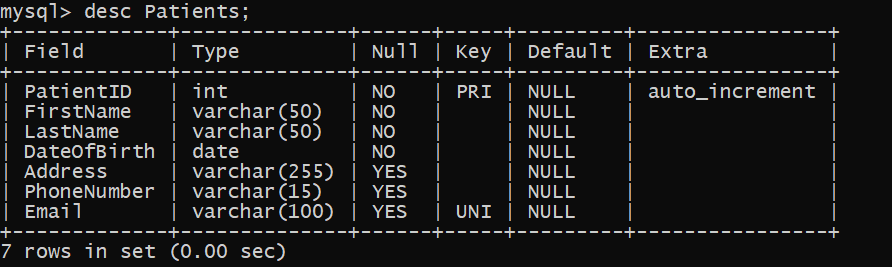 mysql> desc Patients;
+-------------+--------------+------+-----+---------+----------------+
| Field       | Type         | Null | Key | Default | Extra          |
+-------------+--------------+------+-----+---------+----------------+
| PatientID   | int          | NO   | PRI | NULL    | auto_increment |
| FirstName   | varchar(50)  | NO   |     | NULL    |                |
| LastName    | varchar(50)  | NO   |     | NULL    |                |
| DateOfBirth | date         | NO   |     | NULL    |                |
| Address     | varchar(255) | YES  |     | NULL    |                |
| PhoneNumber | varchar(15)  | YES  |     | NULL    |                |
| Email       | varchar(100) | YES  | UNI | NULL    |                |
+-------------+--------------+------+-----+---------+----------------+
7 rows in set (0.00 sec)